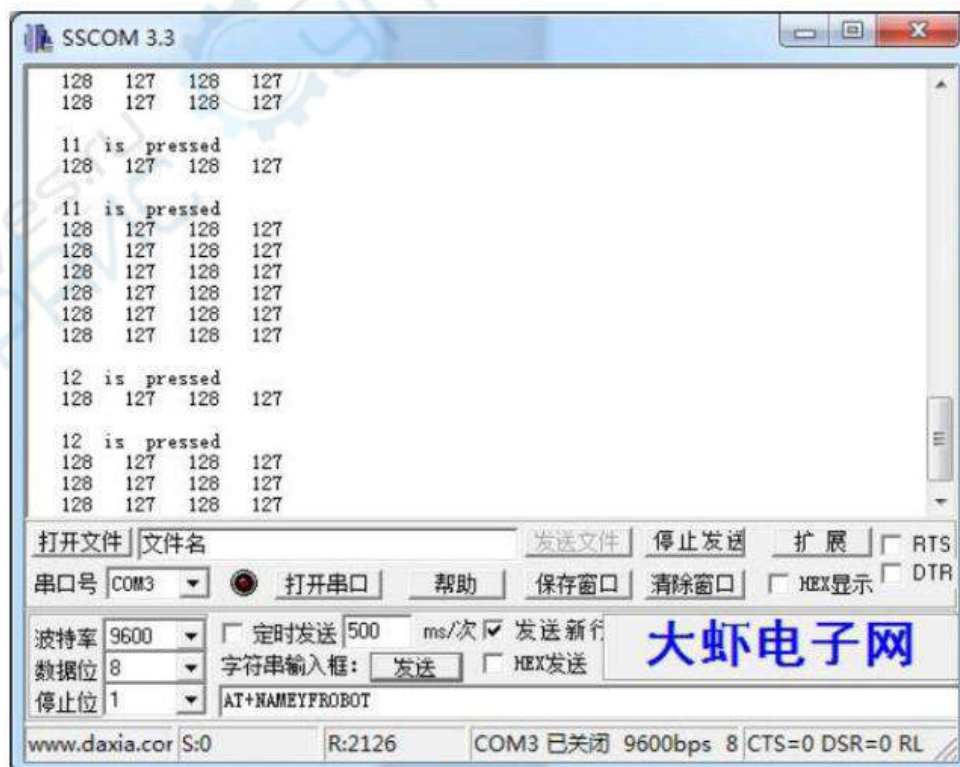 SSCOM 3.3
128 127 128 127
128 127 128 127
11 is pressed
128 127 128 127
11 is pressed
128 127 128 127
128 127 128 127
128 127 128 127
128 127 128 127
128 127 128 127
128 127 128 127
12 is pressed
128 127 128 127
12 is pressed
128 127 128 127
128 127 128 127
128 127 128 127
打开文件 文件名 发送文件 停止发送 扩展 RTS
串口号 COM3 打开串口 帮助 保存窗口 清除窗口 HEX显示 DTR
波特率 9600 定时发送 500 ms/次 发送新行 大虾电子网
数据位 8 字符串输入框: 发送 HEX发送
停止位 1 AT+NAMEYFROBOT
www.daxia.cor S:0 R:2126 COM3 已关闭 9600bps 8 CTS=0 DSR=0 RL